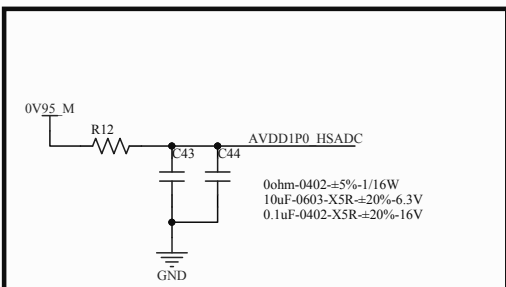 0V95_M
R12
AVDD1P0_HSADC
C43
C44
0ohm-0402-±5%-1/16W
10uF-0603-X5R-±20%-6.3V
0.1uF-0402-X5R-±20%-16V
GND